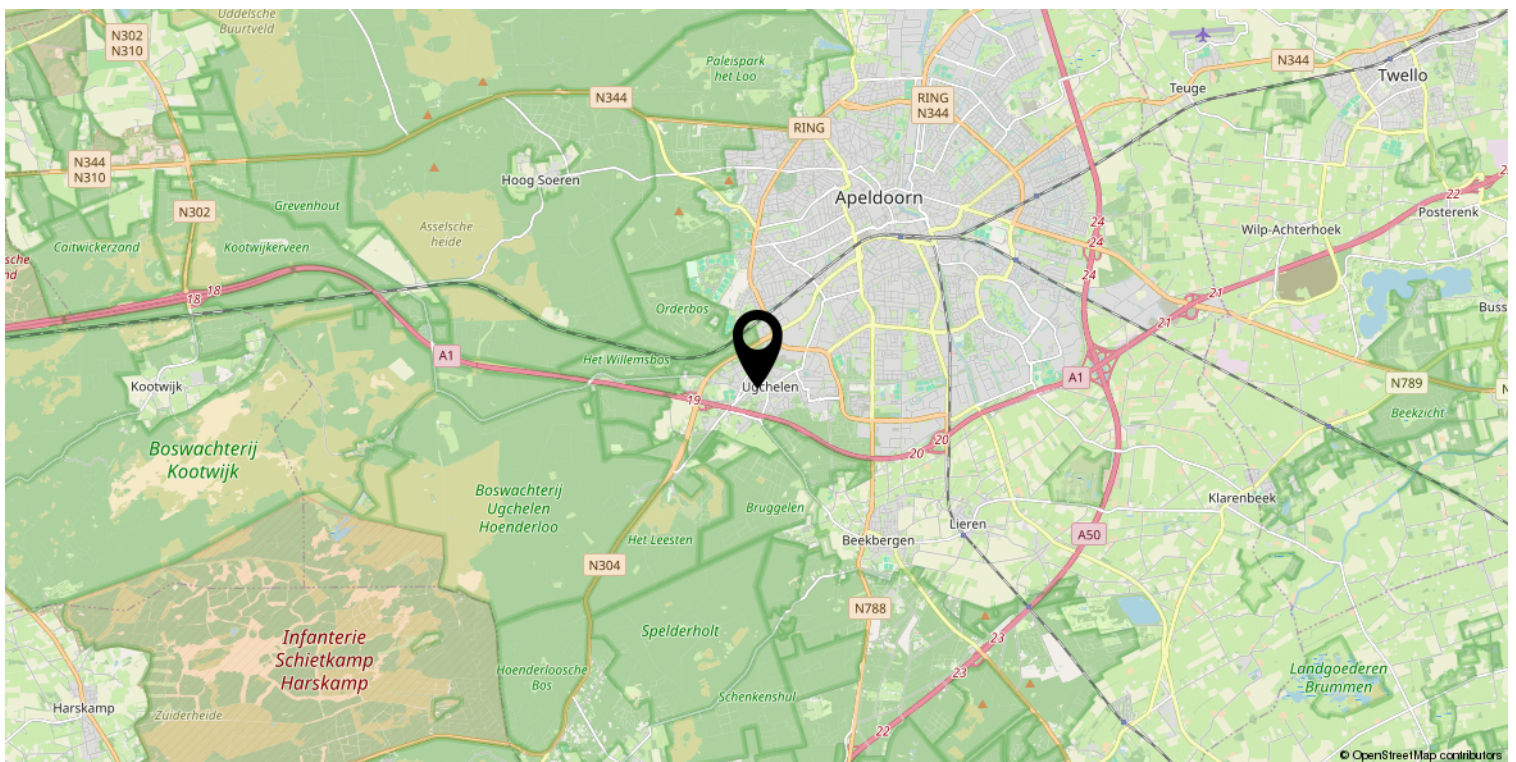 Uddelsche
Buurtveld
N302
N310
Paleispark
het Loo
N344
Twello
Teuge
N344
RING
N344
RING
N344
N310
Hoog Soeren
Apeldoorn
22
Posterenk
N302
Grevenhout
Asselsche
heide
24
Wilp-Achterhoek
Caitwickerzand
Kootwijkerveen
24
24
18
18
21
Orderbos
21
A1
Het Willemsbos
Kootwijk
Ugchelen
A1
N789
19
Beekzicht
Boswachterij
Kootwijk
20
20
Boswachterij
Ugchelen
Hoenderloo
Bruggelen
Klarenbeek
Lieren
Het Leesten
Beekbergen
A50
N304
N788
Infanterie
Schietkamp
Harskamp
Spelderholt
23
23
Hoenderloosche
Bos
Landgoederen
Brummen
Schenkenshul
Harskamp
Zuiderheide
22
© OpenStreetMap contributors